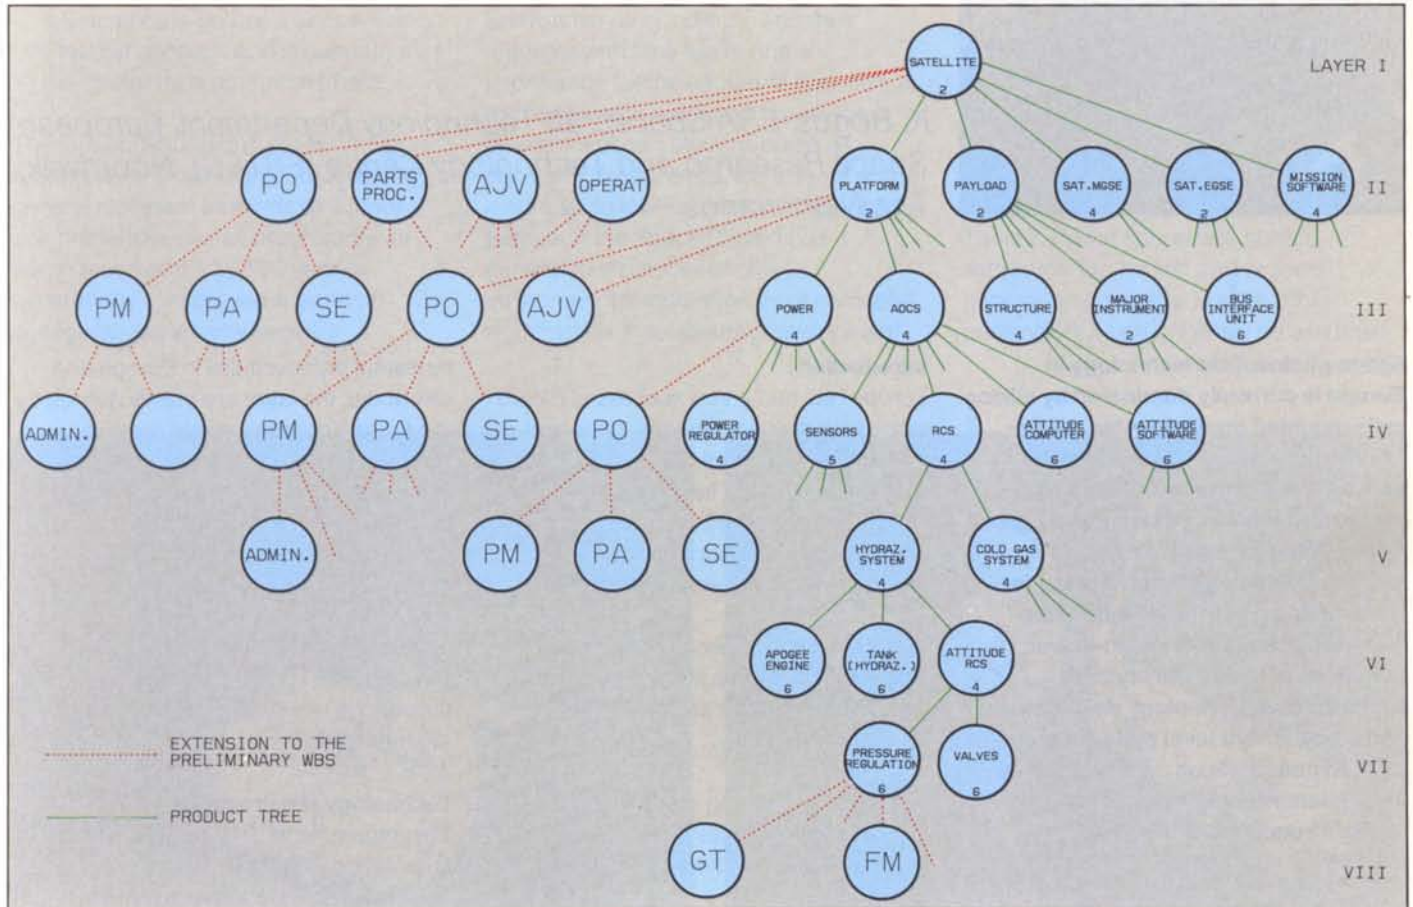 SATELLITE
2
LAYER I
PO
PARTS
PROC.
AJV
OPERAT
PLATFORM
2
PAYLOAD
2
SAT.MGSE
4
SAT.EGSE
2
MISSION
SOFTWARE
4
II
PM
PA
SE
PO
AJV
POWER
4
AOCS
4
STRUCTURE
4
MAJOR
INSTRUMENT
2
BUS
INTERFACE
UNIT
6
III
ADMIN.
PM
PA
SE
PO
POWER
REGULATOR
4
SENSORS
5
RCS
4
ATTITUDE
COMPUTER
6
ATTITUDE
SOFTWARE
6
IV
ADMIN.
PM
PA
SE
HYDRAZ.
SYSTEM
4
COLD GAS
SYSTEM
4
V
APOGEE
ENGINE
6
TANK
(HYDRAZ.)
6
ATTITUDE
RCS
4
VI
EXTENSION TO THE
PRELIMINARY WBS
PRESSURE
REGULATION
6
VALVES
6
VII
PRODUCT TREE
GT
FM
VIII